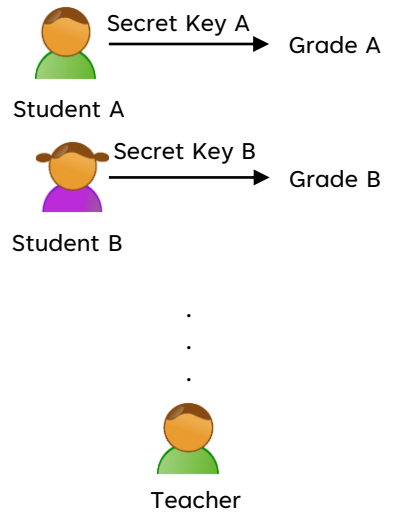 Secret Key A
Grade A
Student A
Secret Key B
Grade B
Student B
.
.
.
Teacher